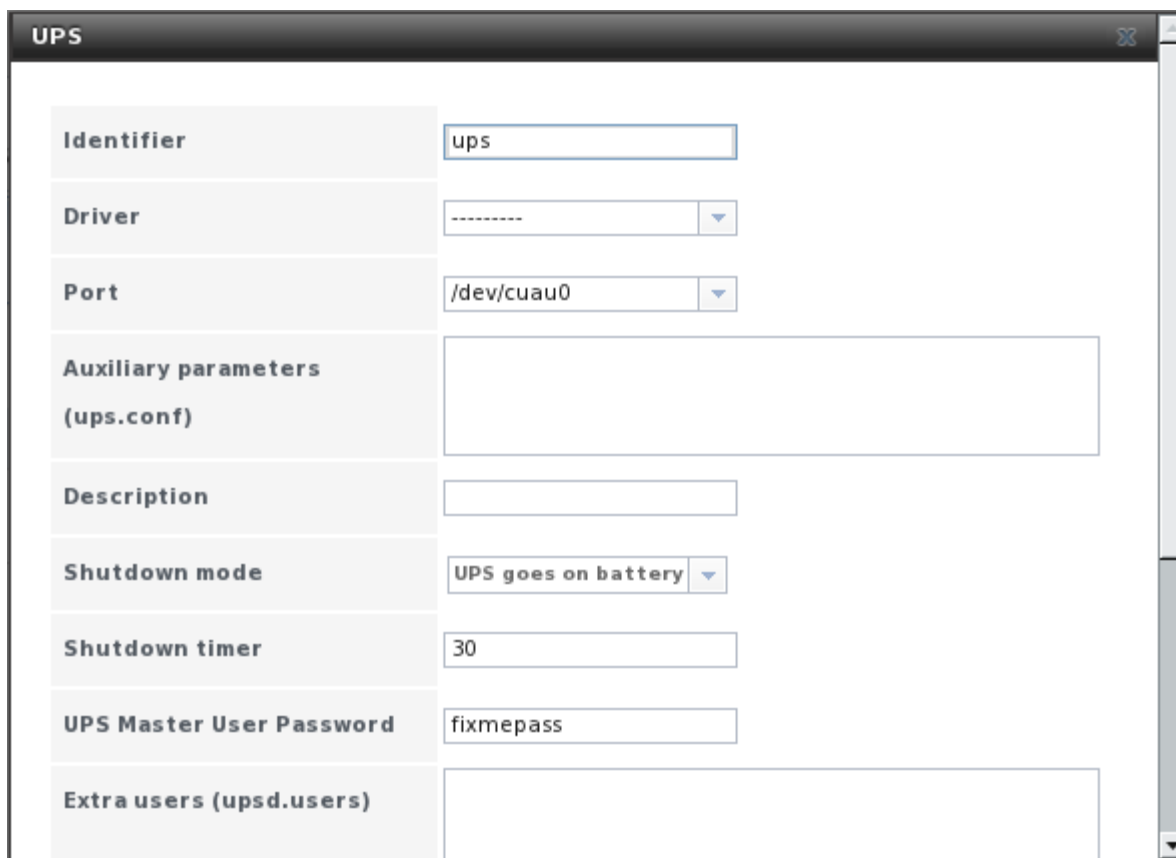 UPS
Identifier
ups
Driver
---------
Port
/dev/cuau0
Auxiliary parameters
(ups.conf)
Description
Shutdown mode
UPS goes on battery
Shutdown timer
30
UPS Master User Password
fixmepass
Extra users (upsd.users)